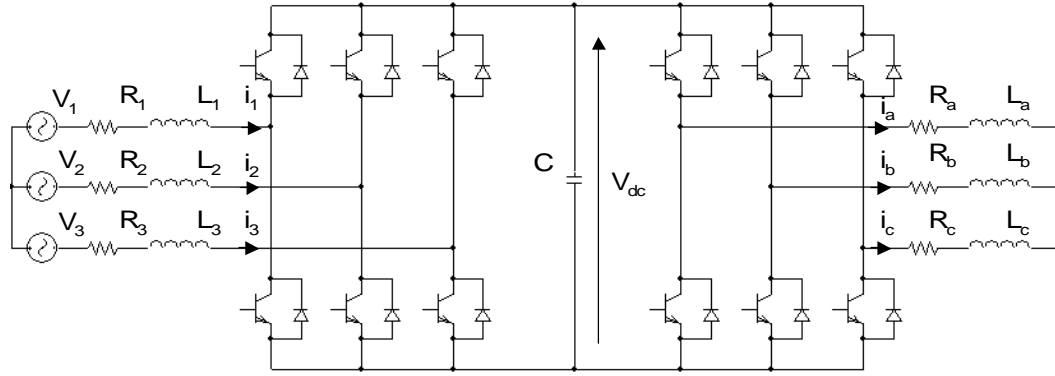 V1 R1 L1 i1
V2 R2 L2 i2
V3 R3 L3 i3
C
Vdc
ia Ra La
ib Rb Lb
ic Rc Lc